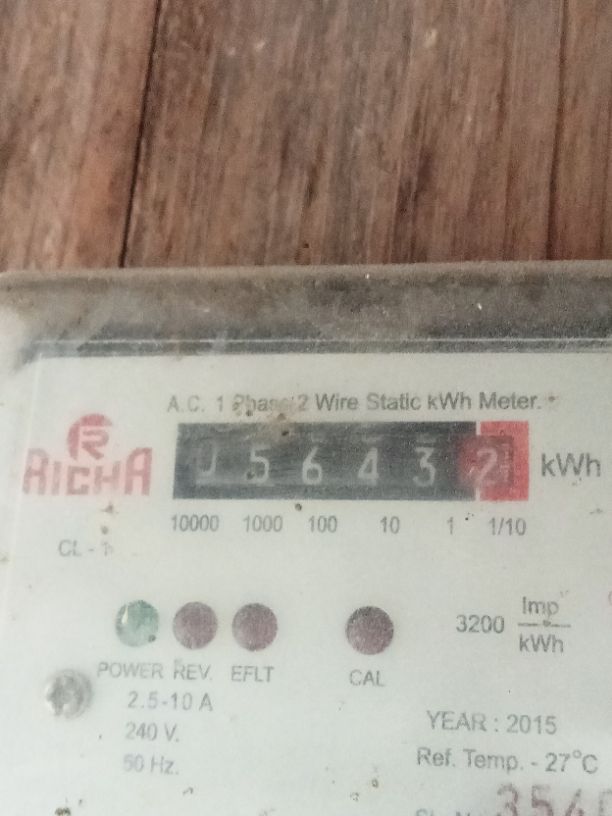 A.C. 1 Phase 2 Wire Static kWh Meter.
R
RICHA
0 5 6 4 3 2 kWh
10000 1000 100 10 1 1/10
CL - 1
3200 Imp/kWh
POWER REV. EFLT CAL
2.5-10 A
240 V.
50 Hz.
YEAR : 2015
Ref. Temp. - 27°C